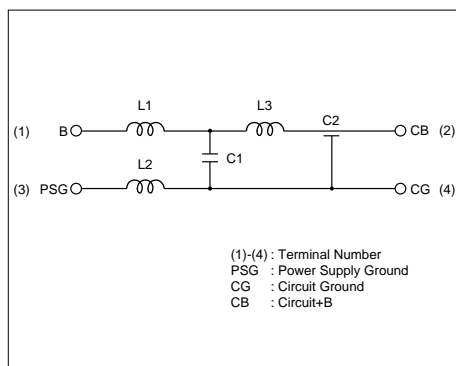 L1 L3 C2
(1) B CB (2)
C1
L2
(3) PSG CG (4)
(1)-(4) : Terminal Number
PSG : Power Supply Ground
CG : Circuit Ground
CB : Circuit+B